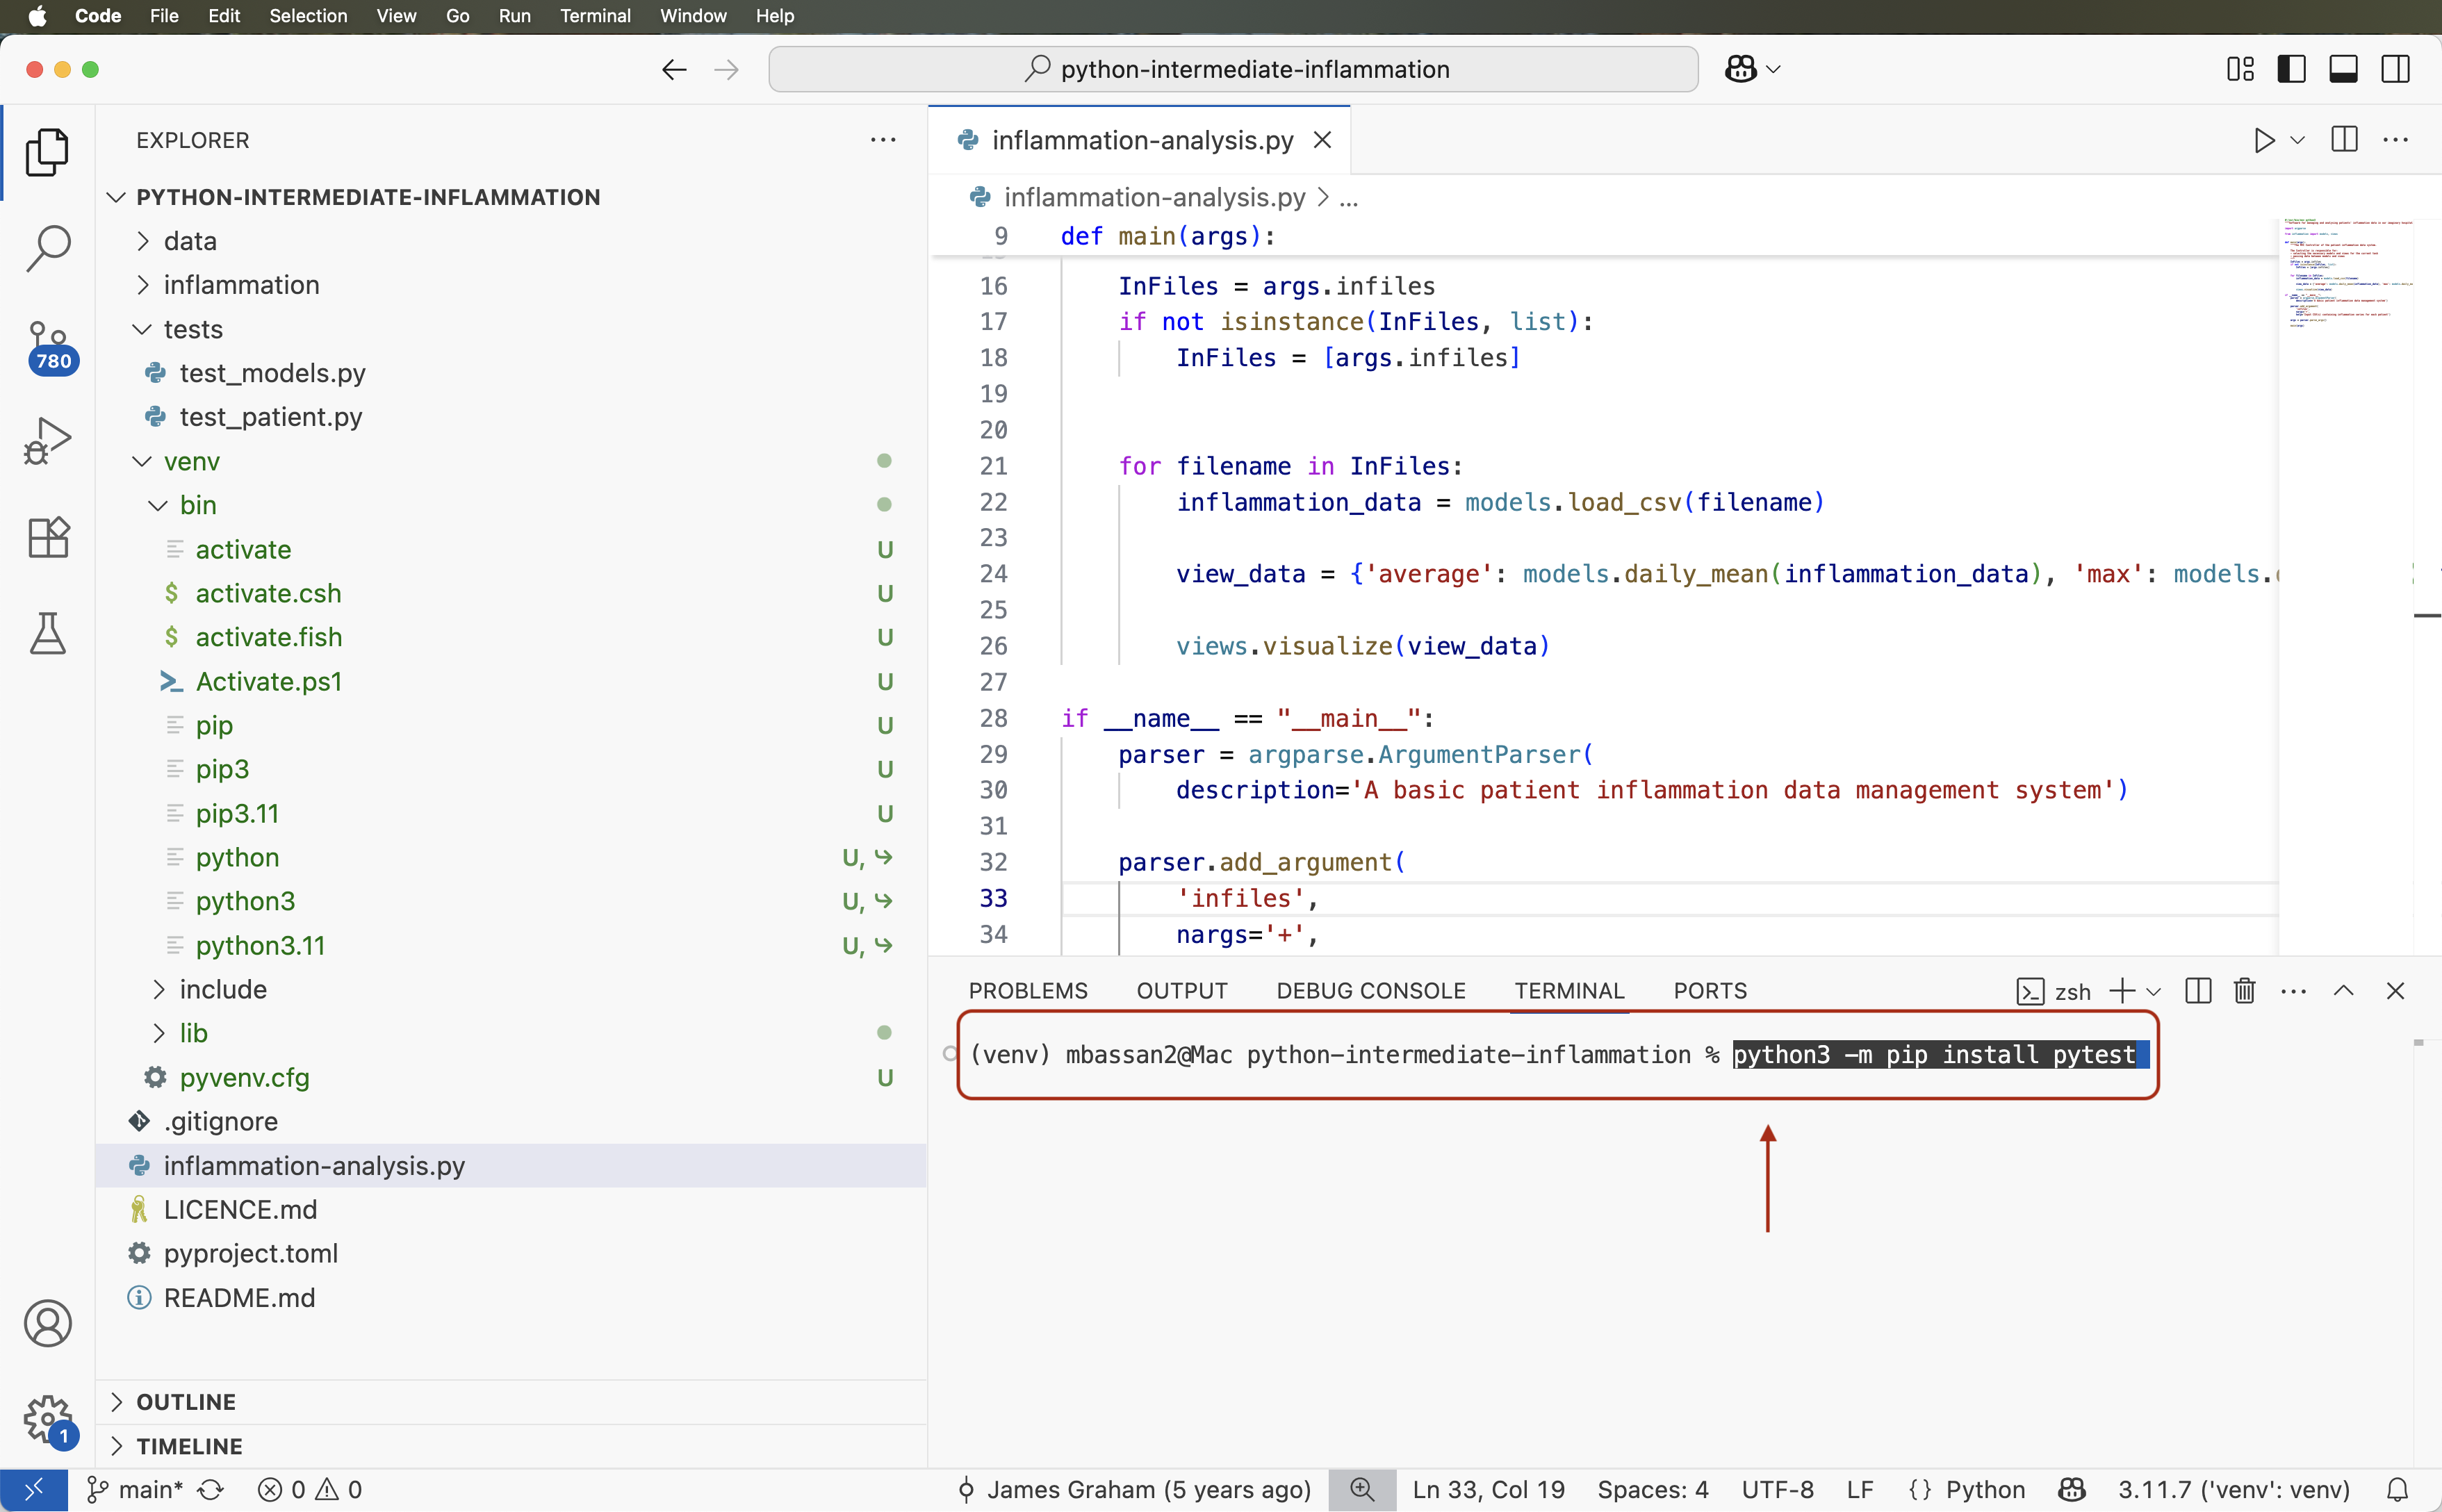 Code File Edit Selection View Go Run Terminal Window Help
python-intermediate-inflammation
EXPLORER
PYTHON-INTERMEDIATE-INFLAMMATION
data
inflammation
tests
test_models.py
test_patient.py
venv
bin
activate U
activate.csh U
activate.fish U
Activate.ps1 U
pip U
pip3 U
pip3.11 U
python U,
python3 U,
python3.11 U,
include
lib
pyvenv.cfg U
.gitignore
inflammation-analysis.py
LICENCE.md
pyproject.toml
README.md
OUTLINE
TIMELINE
780
1
inflammation-analysis.py
inflammation-analysis.py > ...
9 def main(args):
16 InFiles = args.infiles
17 if not isinstance(InFiles, list):
18 InFiles = [args.infiles]
19
20
21 for filename in InFiles:
22 inflammation_data = models.load_csv(filename)
23
24 view_data = {'average': models.daily_mean(inflammation_data), 'max': models.
25
26 views.visualize(view_data)
27
28 if __name__ == "__main__":
29 parser = argparse.ArgumentParser(
30 description='A basic patient inflammation data management system')
31
32 parser.add_argument(
33 'infiles',
34 nargs='+',
PROBLEMS OUTPUT DEBUG CONSOLE TERMINAL PORTS zsh
(venv) mbassan2@Mac python-intermediate-inflammation % python3 -m pip install pytest
main* 0 0 James Graham (5 years ago) Ln 33, Col 19 Spaces: 4 UTF-8 LF {} Python 3.11.7 ('venv': venv)